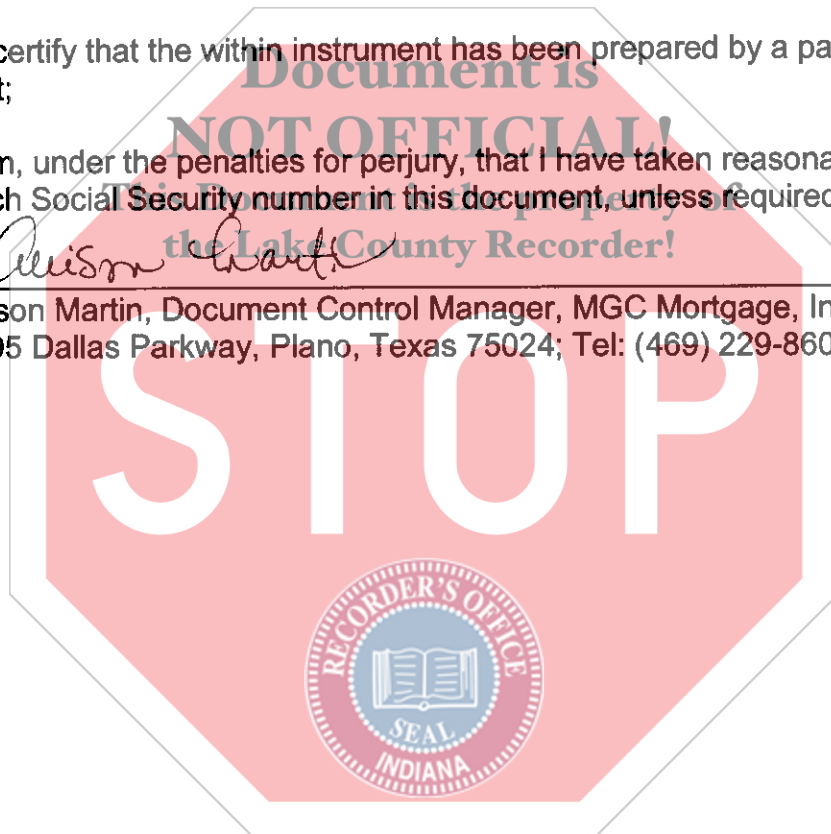 certify that the within instrument has been prepared by a pa
Document is
t;
NOT OFFICIAL!
m, under the penalties for perjury, that I have taken reasona
ch Social Security number in this document, unless required
This Document is the property of
the Lake County Recorder!
son Martin, Document Control Manager, MGC Mortgage, In
95 Dallas Parkway, Plano, Texas 75024; Tel: (469) 229-860
STOP
RECORDER'S OFFICE
SEAL
INDIANA